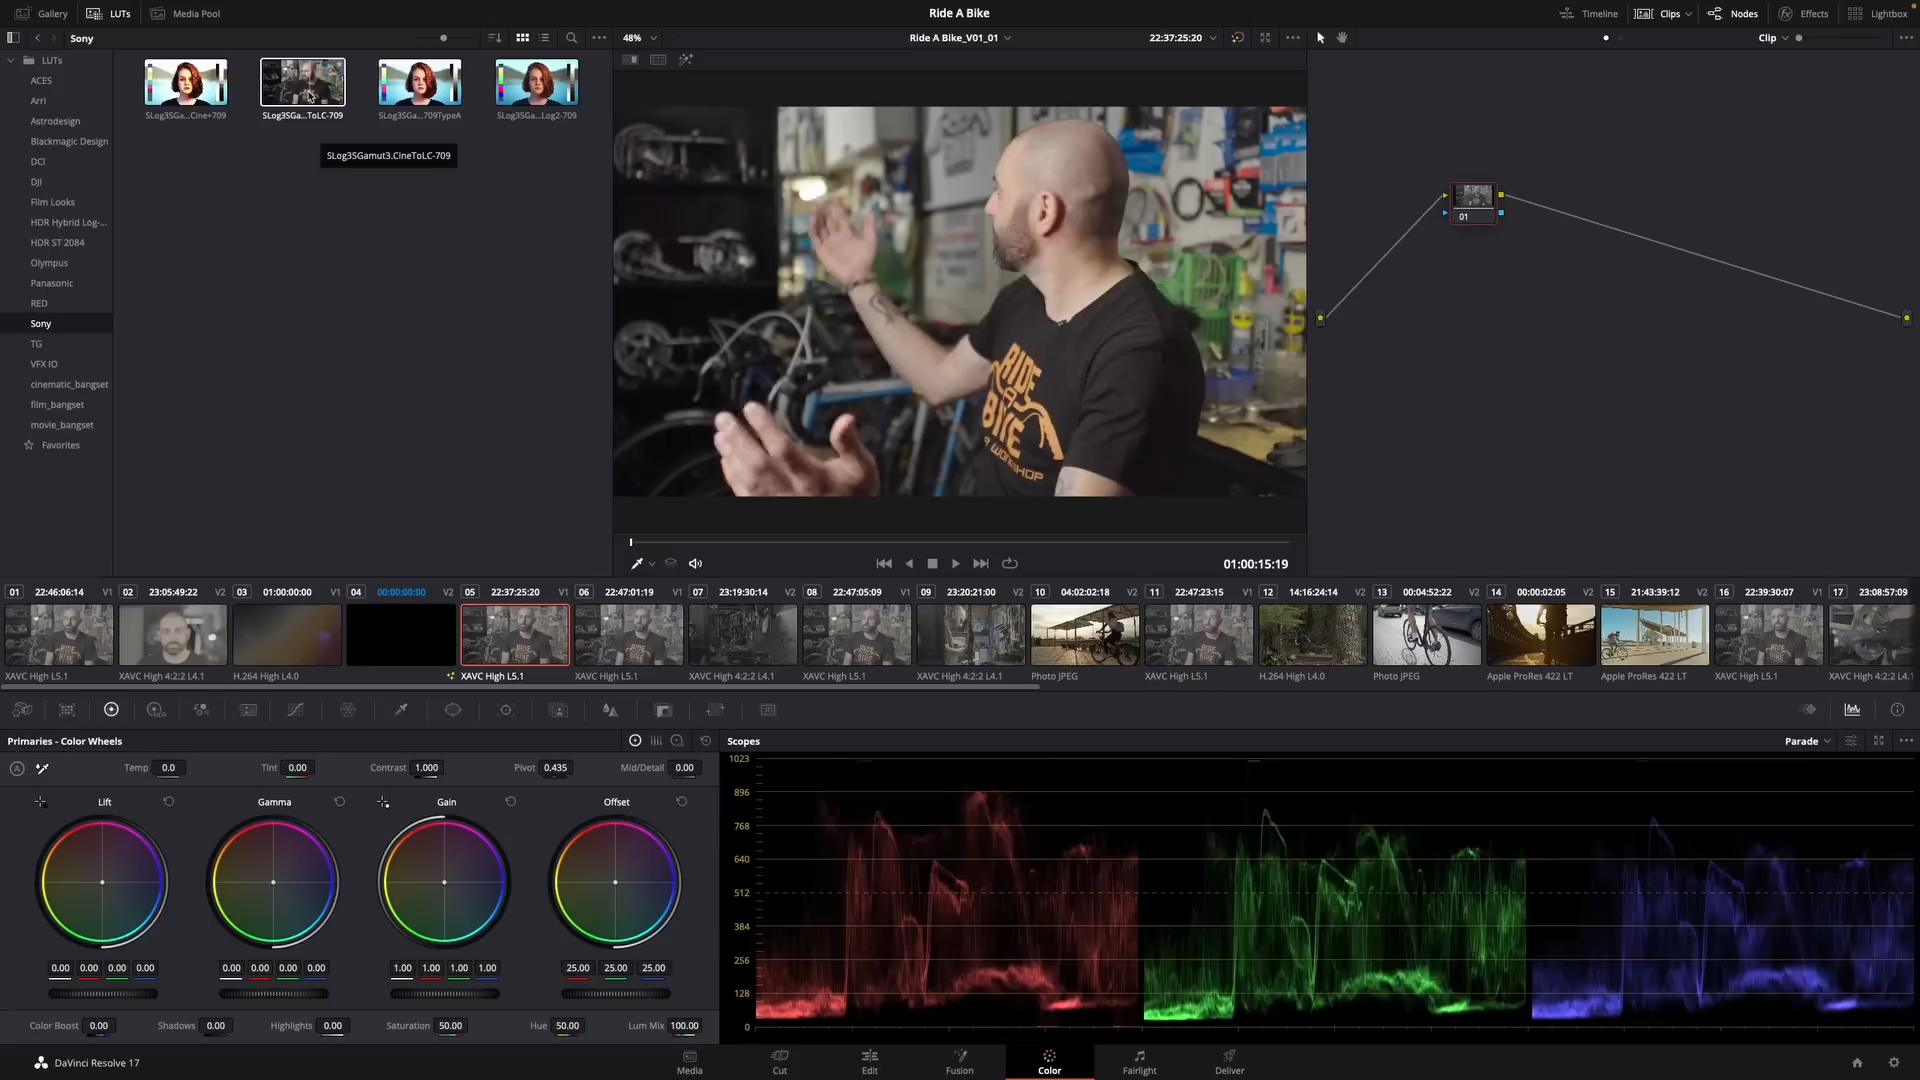 Gallery LUTs Media Pool
Ride A Bike
Timeline Clips Nodes Effects Lightbox
Sony
48%
Ride A Bike_V01_01
22:37:25:20
Clip
LUTs
ACES
Arri
Astrodesign
Blackmagic Design
DCI
DJI
Film Looks
HDR Hybrid Log-...
HDR ST 2084
Olympus
Panasonic
RED
Sony
TG
VFX IO
cinematic_bangset
film_bangset
movie_bangset
Favorites
SLog3SGa...Cine+709
SLog3SGa...ToLC-709
SLog3SGa...709TypeA
SLog3SGa...Log2-709
SLog3SGamut3.CineToLC-709
RIDE
A
BIKE
A WORKSHOP
01
01:00:15:19
01 22:46:06:14 V1
02 23:05:49:22 V2
03 01:00:00:00 V1
04 00:00:00:00 V2
05 22:37:25:20 V1
06 22:47:01:19 V1
07 23:19:30:14 V2
08 22:47:05:09 V1
09 23:20:21:00 V2
10 04:02:02:18 V2
11 22:47:23:15 V1
12 14:16:24:14 V2
13 00:04:52:22 V2
14 00:00:02:05 V2
15 21:43:39:12 V2
16 22:39:30:07 V1
17 23:08:57:09
XAVC High L5.1
XAVC High 4:2:2 L4.1
H.264 High L4.0
XAVC High L5.1
XAVC High L5.1
XAVC High 4:2:2 L4.1
XAVC High L5.1
XAVC High 4:2:2 L4.1
Photo JPEG
XAVC High L5.1
H.264 High L4.0
Photo JPEG
Apple ProRes 422 LT
Apple ProRes 422 LT
XAVC High L5.1
XAVC High 4:2:2 L4.1
Primaries - Color Wheels
Temp 0.0 Tint 0.00 Contrast 1.000 Pivot 0.435 Mid/Detail 0.00
Lift Gamma Gain Offset
0.00 0.00 0.00 0.00
0.00 0.00 0.00 0.00
1.00 1.00 1.00 1.00
25.00 25.00 25.00
Color Boost 0.00 Shadows 0.00 Highlights 0.00 Saturation 50.00 Hue 50.00 Lum Mix 100.00
Scopes
Parade
1023
896
768
640
512
384
256
128
0
DaVinci Resolve 17
Media Cut Edit Fusion Color Fairlight Deliver